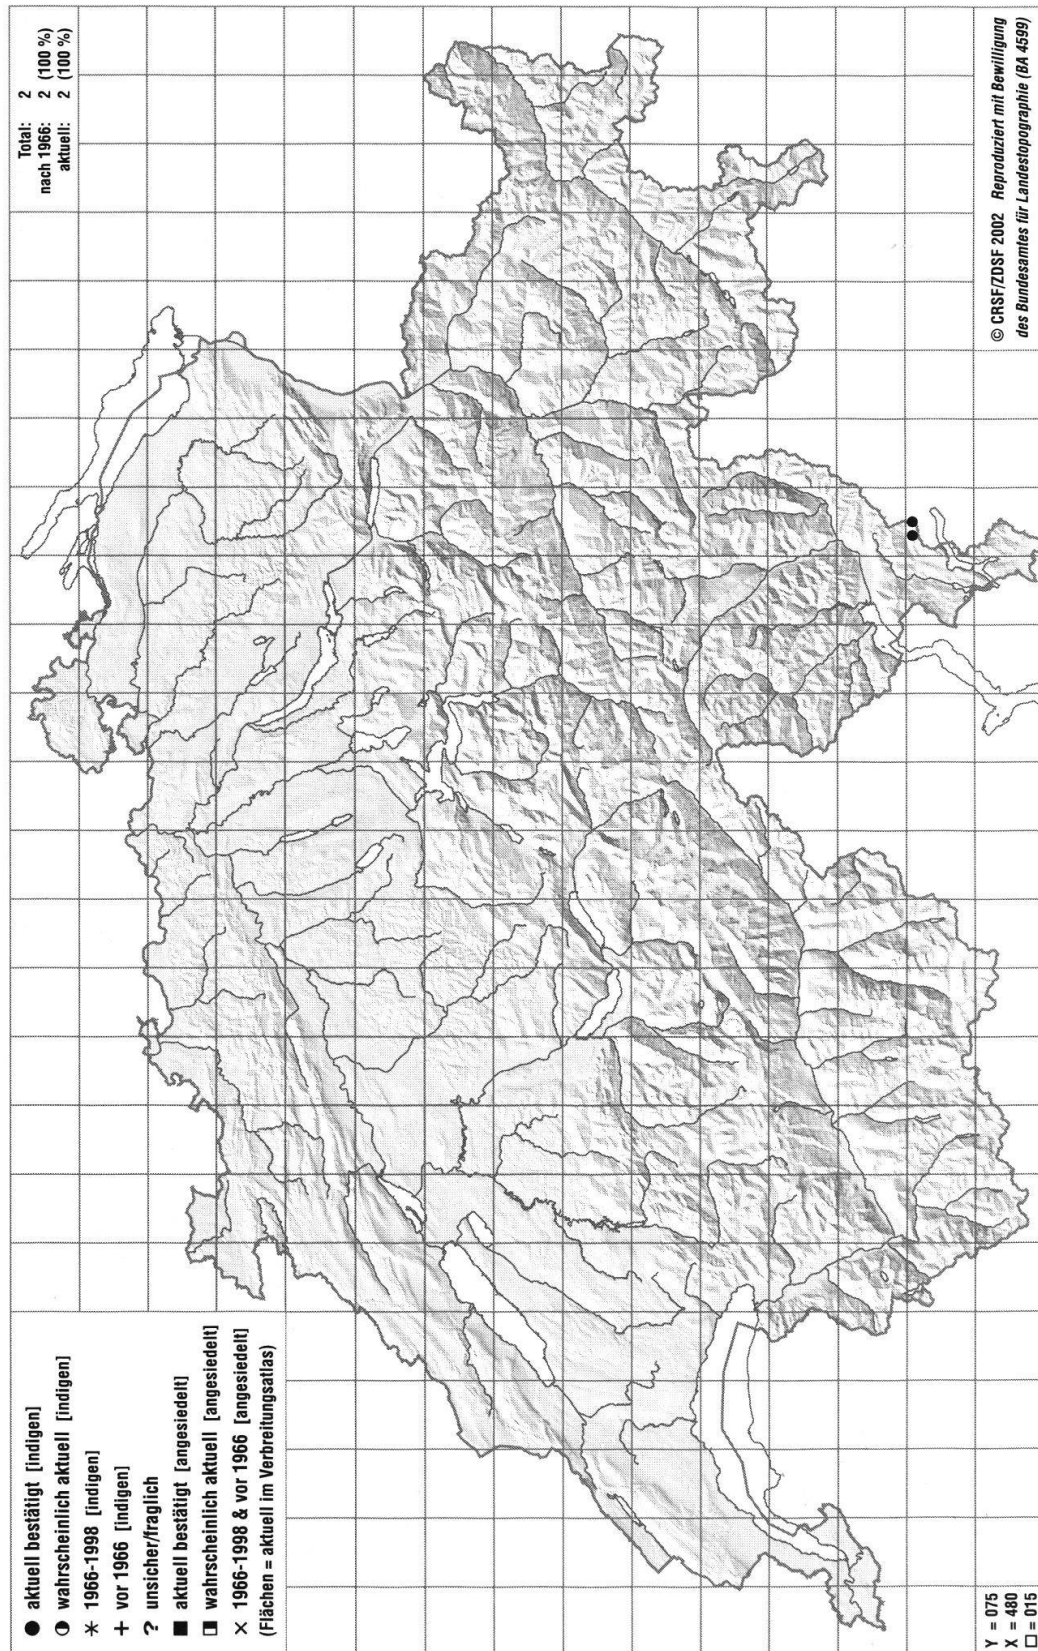 ● aktuell bestätigt [indigen]
◐ wahrscheinlich aktuell [indigen]
✳ 1966-1998 [indigen]
+ vor 1966 [indigen]
? unsicher/fraglich
■ aktuell bestätigt [angesiedelt]
◨ wahrscheinlich aktuell [angesiedelt]
× 1966-1998 & vor 1966 [angesiedelt]
(Flächen = aktuell im Verbreitungsatlas)
Total: 2
nach 1966: 2 (100 %)
aktuell: 2 (100 %)
Y = 075
X = 480
□ = 015
© CRSF/ZDSF 2002 Reproduziert mit Bewilligung
des Bundesamtes für Landestopographie (BA 4599)